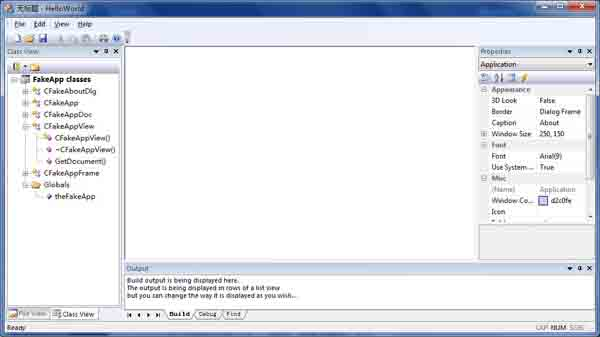 无标题 - HelloWorld
File Edit View Help
Class View
FakeApp classes
CFakeAboutDlg
CFakeApp
CFakeAppDoc
CFakeAppView
CFakeAppView()
~CFakeAppView()
GetDocument()
CFakeAppFrame
Globals
theFakeApp
File View Class View
Properties
Application
Appearance
3D Look False
Border Dialog Frame
Caption About
Window Size 250, 150
Font
Font Arial(9)
Use System ... True
Misc
(Name) Application
Window Co... d2c0fe
Icon
Output
Build output is being displayed here.
The output is being displayed in rows of a list view
but you can change the way it is displayed as you wish...
Build Debug Find
Ready
CAP NUM SCRL